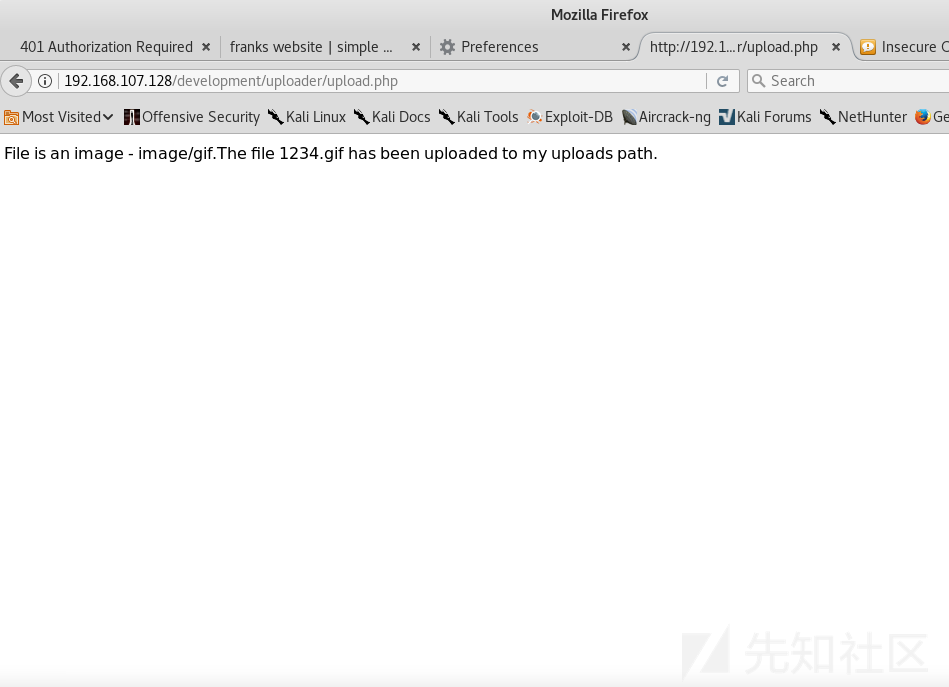 Mozilla Firefox
401 Authorization Required franks website | simple ... Preferences http://192.1...r/upload.php Insecure C
192.168.107.128/development/uploader/upload.php Search
Most Visited Offensive Security Kali Linux Kali Docs Kali Tools Exploit-DB Aircrack-ng Kali Forums NetHunter Ge
File is an image - image/gif.The file 1234.gif has been uploaded to my uploads path.
先知社区